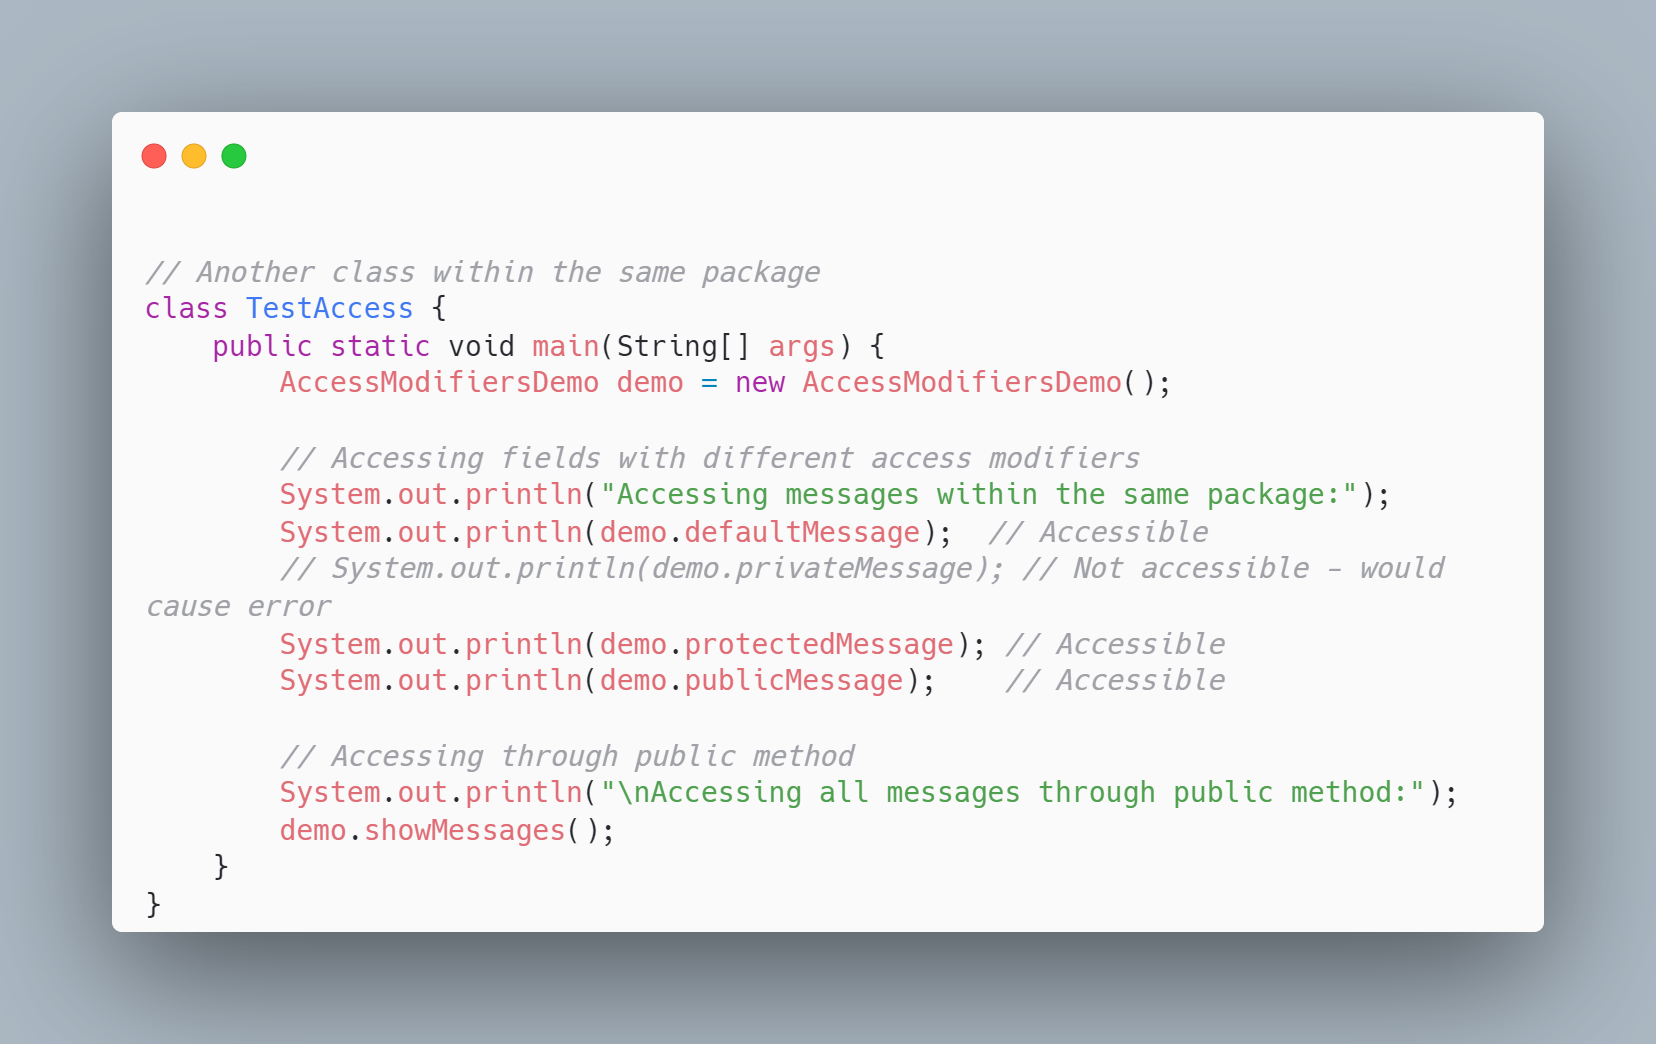 // Another class within the same package
class TestAccess {
    public static void main(String[] args) {
        AccessModifiersDemo demo = new AccessModifiersDemo();

        // Accessing fields with different access modifiers
        System.out.println("Accessing messages within the same package:");
        System.out.println(demo.defaultMessage);  // Accessible
        // System.out.println(demo.privateMessage); // Not accessible - would
cause error
        System.out.println(demo.protectedMessage); // Accessible
        System.out.println(demo.publicMessage);    // Accessible

        // Accessing through public method
        System.out.println("\nAccessing all messages through public method:");
        demo.showMessages();
    }
}